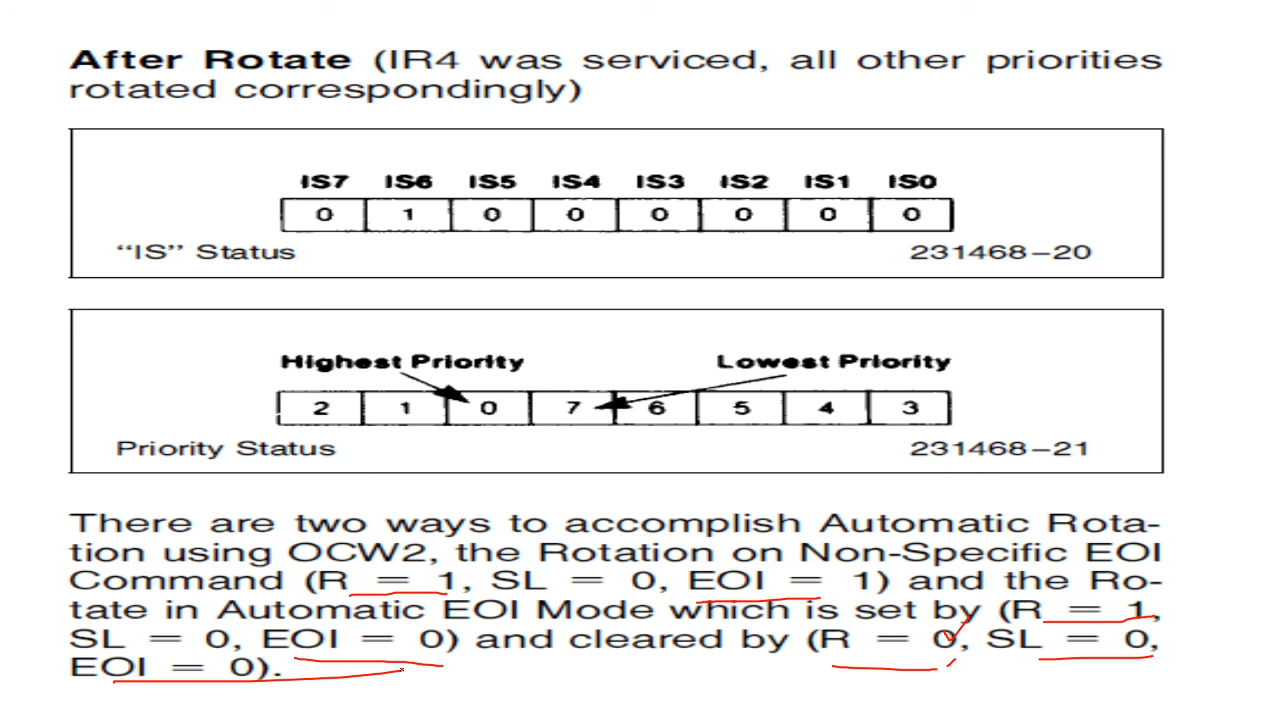 After Rotate (IR4 was serviced, all other priorities
rotated correspondingly)
IS7 IS6 IS5 IS4 IS3 IS2 IS1 IS0
0 1 0 0 0 0 0 0
“IS” Status 231468–20
Highest Priority Lowest Priority
2 1 0 7 6 5 4 3
Priority Status 231468–21
There are two ways to accomplish Automatic Rota-
tion using OCW2, the Rotation on Non-Specific EOI
Command (R = 1, SL = 0, EOI = 1) and the Ro-
tate in Automatic EOI Mode which is set by (R = 1,
SL = 0, EOI = 0) and cleared by (R = 0, SL = 0,
EOI = 0).